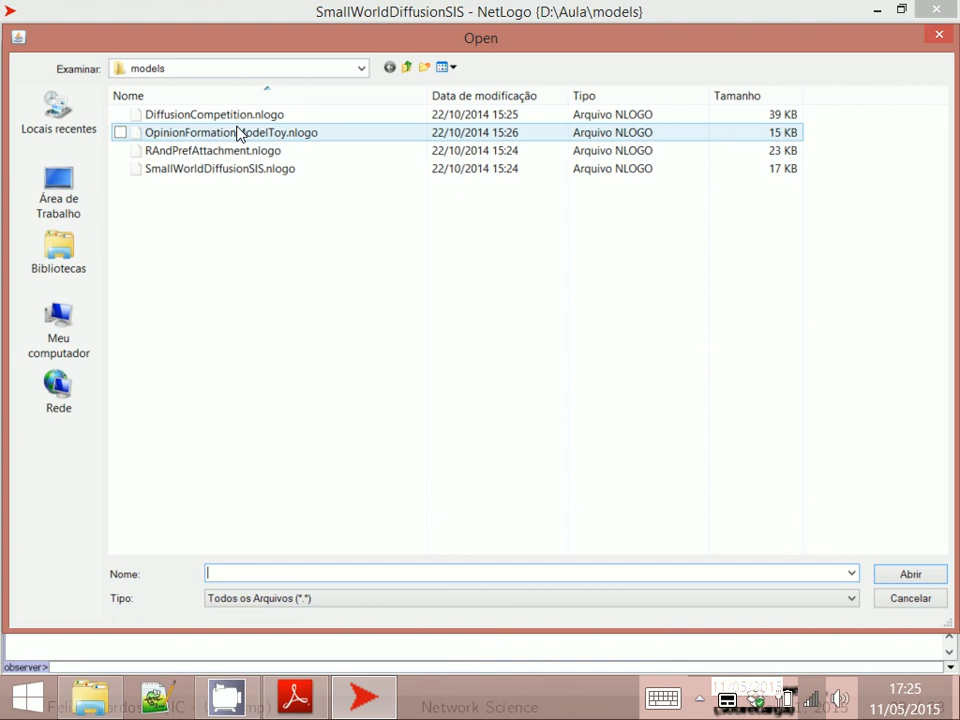 SmallWorldDiffusionSIS - NetLogo {D:\Aula\models}
Open
Examinar: models
Nome Data de modificação Tipo Tamanho
DiffusionCompetition.nlogo 22/10/2014 15:25 Arquivo NLOGO 39 KB
OpinionFormationModelToy.nlogo 22/10/2014 15:26 Arquivo NLOGO 15 KB
RAndPrefAttachment.nlogo 22/10/2014 15:24 Arquivo NLOGO 23 KB
SmallWorldDiffusionSIS.nlogo 22/10/2014 15:24 Arquivo NLOGO 17 KB
Locais recentes
Área de
Trabalho
Bibliotecas
Meu
computador
Rede
Nome: Abrir
Tipo: Todos os Arquivos (*.*) Cancelar
observer>
11/05/2015
17:25
Network Science
11/05/2015